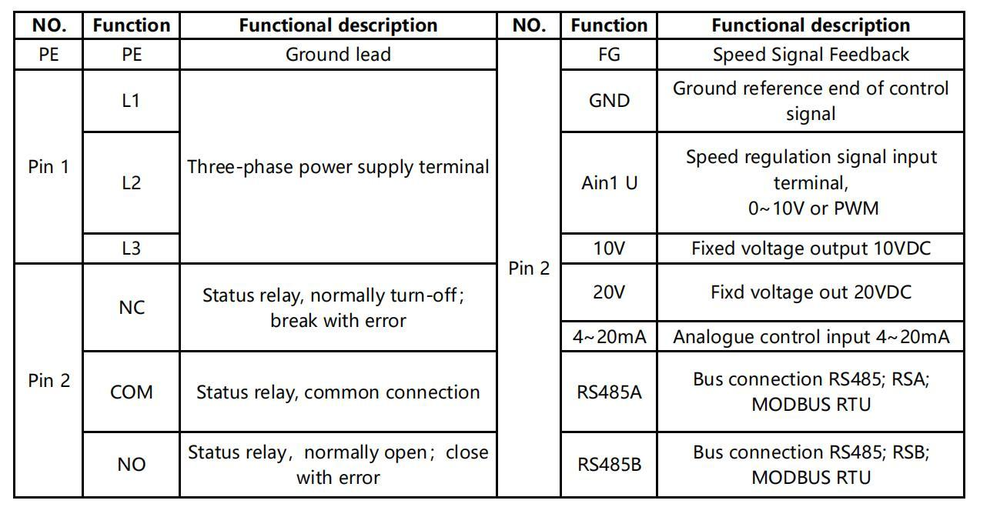 NO. Function Functional description NO. Function Functional description
PE PE Ground lead Pin 2 FG Speed Signal Feedback
Pin 1 L1 Three-phase power supply terminal GND Ground reference end of control
signal
L2 Ain1 U Speed regulation signal input
terminal,
0~10V or PWM
L3 10V Fixed voltage output 10VDC
Pin 2 NC Status relay, normally turn-off；
break with error
20V Fixd voltage out 20VDC
4~20mA Analogue control input 4~20mA
COM Status relay, common connection RS485A Bus connection RS485; RSA;
MODBUS RTU
NO Status relay，normally open；close
with error
RS485B Bus connection RS485; RSB;
MODBUS RTU